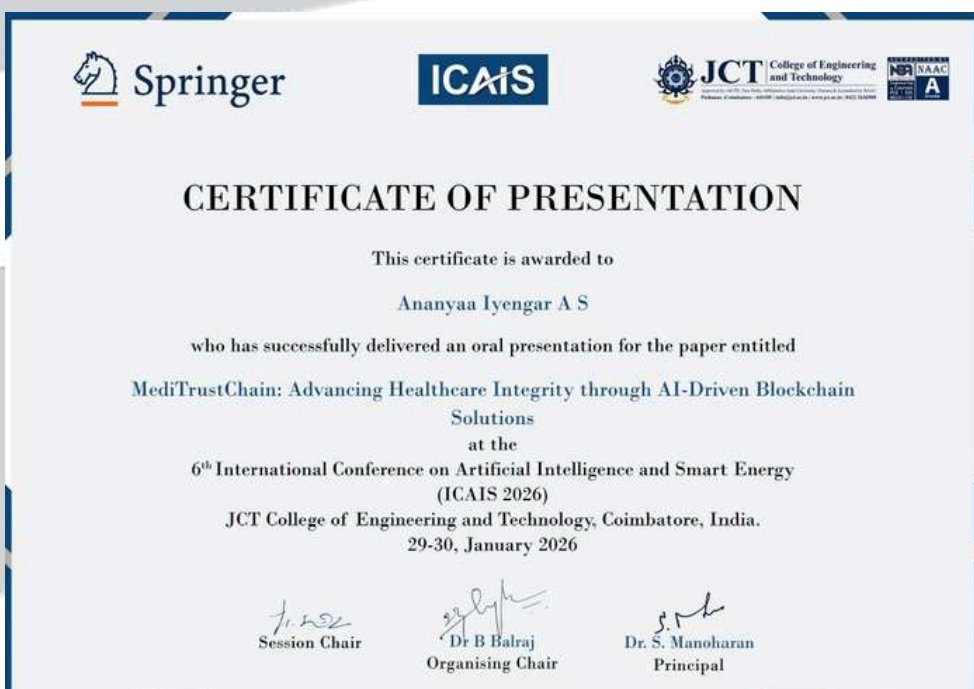 Springer
ICAIS
JCT College of Engineering
and Technology
NBA NAAC
A
CERTIFICATE OF PRESENTATION
This certificate is awarded to
Ananyaa Iyengar A S
who has successfully delivered an oral presentation for the paper entitled
MediTrustChain: Advancing Healthcare Integrity through AI-Driven Blockchain
Solutions
at the
6th International Conference on Artificial Intelligence and Smart Energy
(ICAIS 2026)
JCT College of Engineering and Technology, Coimbatore, India.
29-30, January 2026
Session Chair
Dr B Balraj
Organising Chair
Dr. S. Manoharan
Principal